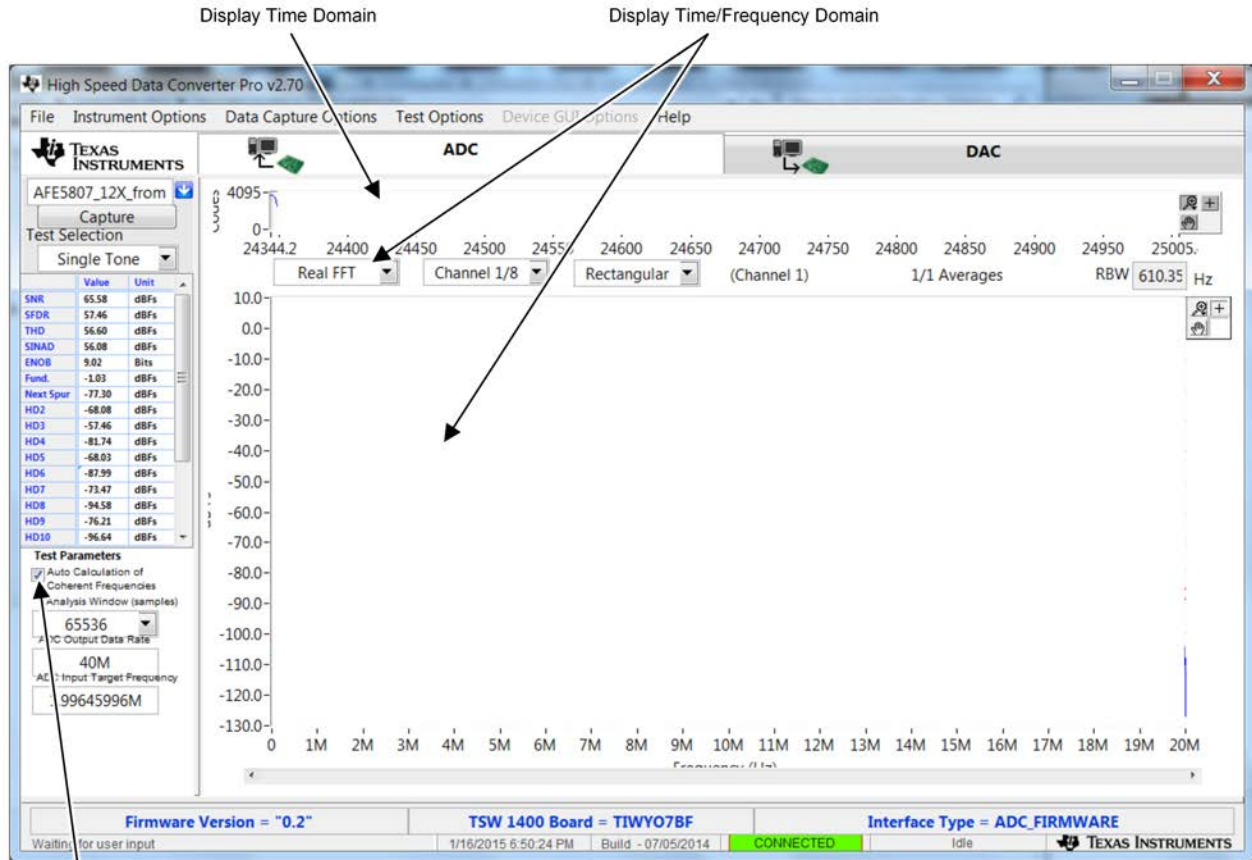 Display Time Domain
Display Time/Frequency Domain
High Speed Data Converter Pro v2.70
File Instrument Options Data Capture Options Test Options Device GUI Options Help
TEXAS INSTRUMENTS
ADC
DAC
AFE5807_12X_from
Capture
Test Selection
Single Tone
Value Unit
SNR 65.58 dBFs
SFDR 57.46 dBFs
THD 56.60 dBFs
SINAD 56.08 dBFs
ENOB 9.02 Bits
Fund. -1.03 dBFs
Next Spur -77.30 dBFs
HD2 -68.08 dBFs
HD3 -57.46 dBFs
HD4 -81.74 dBFs
HD5 -68.03 dBFs
HD6 -87.99 dBFs
HD7 -73.47 dBFs
HD8 -94.58 dBFs
HD9 -76.21 dBFs
HD10 -96.64 dBFs
Test Parameters
Auto Calculation of
Coherent Frequencies
Analysis Window (samples)
65536
ADC Output Data Rate
40M
ADC Input Target Frequency
.99645996M
4095
0
24344.2 24400 24450 24500 24550 24600 24650 24700 24750 24800 24850 24900 24950 25005.
Real FFT
Channel 1/8
Rectangular
(Channel 1)
1/1 Averages
RBW 610.35 Hz
10.0
0.0
-10.0
-20.0
-30.0
-40.0
-50.0
-60.0
-70.0
-80.0
-90.0
-100.0
-110.0
-120.0
-130.0
0 1M 2M 3M 4M 5M 6M 7M 8M 9M 10M 11M 12M 13M 14M 15M 16M 17M 18M 19M 20M
Frequency (Hz)
Firmware Version = "0.2"
TSW 1400 Board = TIWYO7BF
Interface Type = ADC_FIRMWARE
Waiting for user input
1/16/2015 6:50:24 PM
Build - 07/05/2014
CONNECTED
Idle
TEXAS INSTRUMENTS